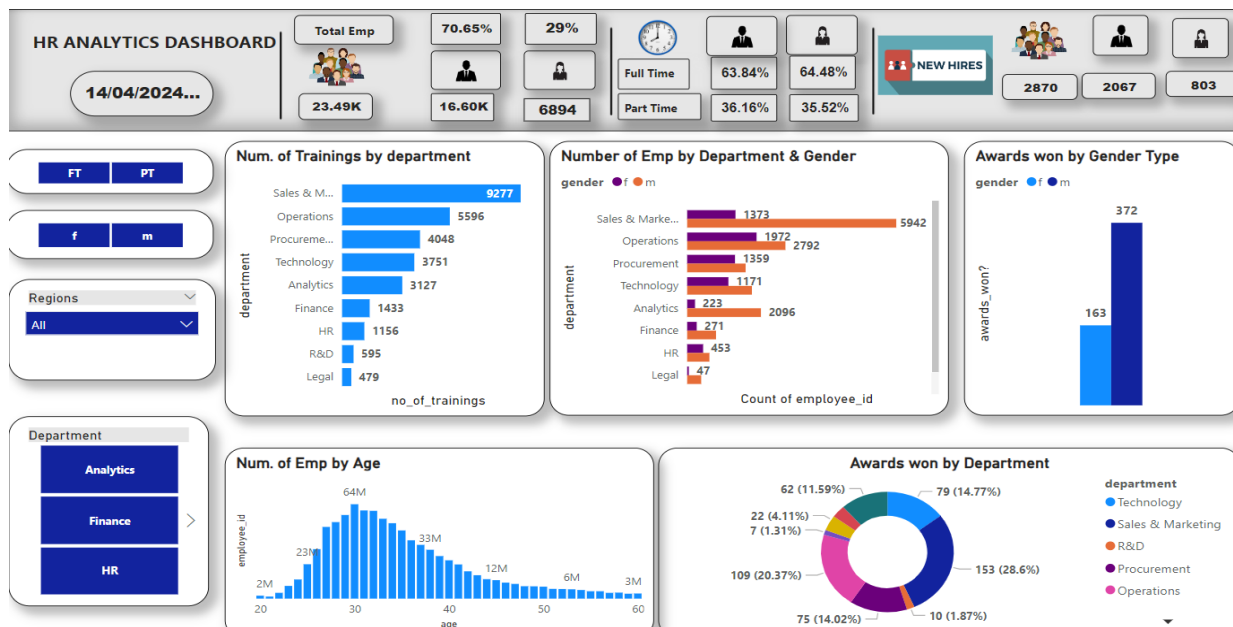 HR ANALYTICS DASHBOARD
14/04/2024...
Total Emp
23.49K
70.65%
16.60K
29%
6894
Full Time
63.84%
64.48%
Part Time
36.16%
35.52%
NEW HIRES
2870
2067
803
FT
PT
f
m
Regions
All
Department
Analytics
Finance
HR
Num. of Trainings by department
department
Sales & M...
9277
Operations
5596
Procureme...
4048
Technology
3751
Analytics
3127
Finance
1433
HR
1156
R&D
595
Legal
479
no_of_trainings
Number of Emp by Department & Gender
gender
f
m
department
Sales & Marke...
1373
5942
Operations
1972
2792
Procurement
1359
Technology
1171
Analytics
223
2096
Finance
271
HR
453
Legal
47
Count of employee_id
Awards won by Gender Type
gender
f
m
awards_won?
163
372
Num. of Emp by Age
employee_id
2M
23M
64M
33M
12M
6M
3M
20
30
40
50
60
age
Awards won by Department
62 (11.59%)
79 (14.77%)
22 (4.11%)
7 (1.31%)
109 (20.37%)
153 (28.6%)
75 (14.02%)
10 (1.87%)
department
Technology
Sales & Marketing
R&D
Procurement
Operations